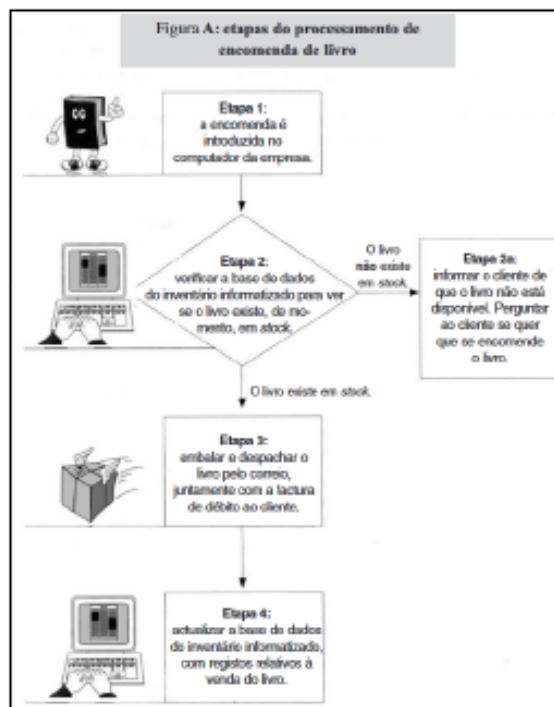 Figura A: etapas do processamento de
encomenda de livro
Etapa 1:
a encomenda é
introduzida no
computador da empresa.
Etapa 2:
verificar a base de dados
do inventário informatizado para ver
se o livro existe, de mo-
mento, em stock.
O livro
não existe
em stock.
Etapa 2a:
informar o cliente de
que o livro não está
disponível. Perguntar
ao cliente se quer
que se encomende
o livro.
O livro existe em stock.
Etapa 3:
embalar e despachar o
livro pelo correio,
juntamente com a factura
de débito ao cliente.
Etapa 4:
actualizar a base de dados
do inventário informatizado,
com registos relativos à
venda do livro.